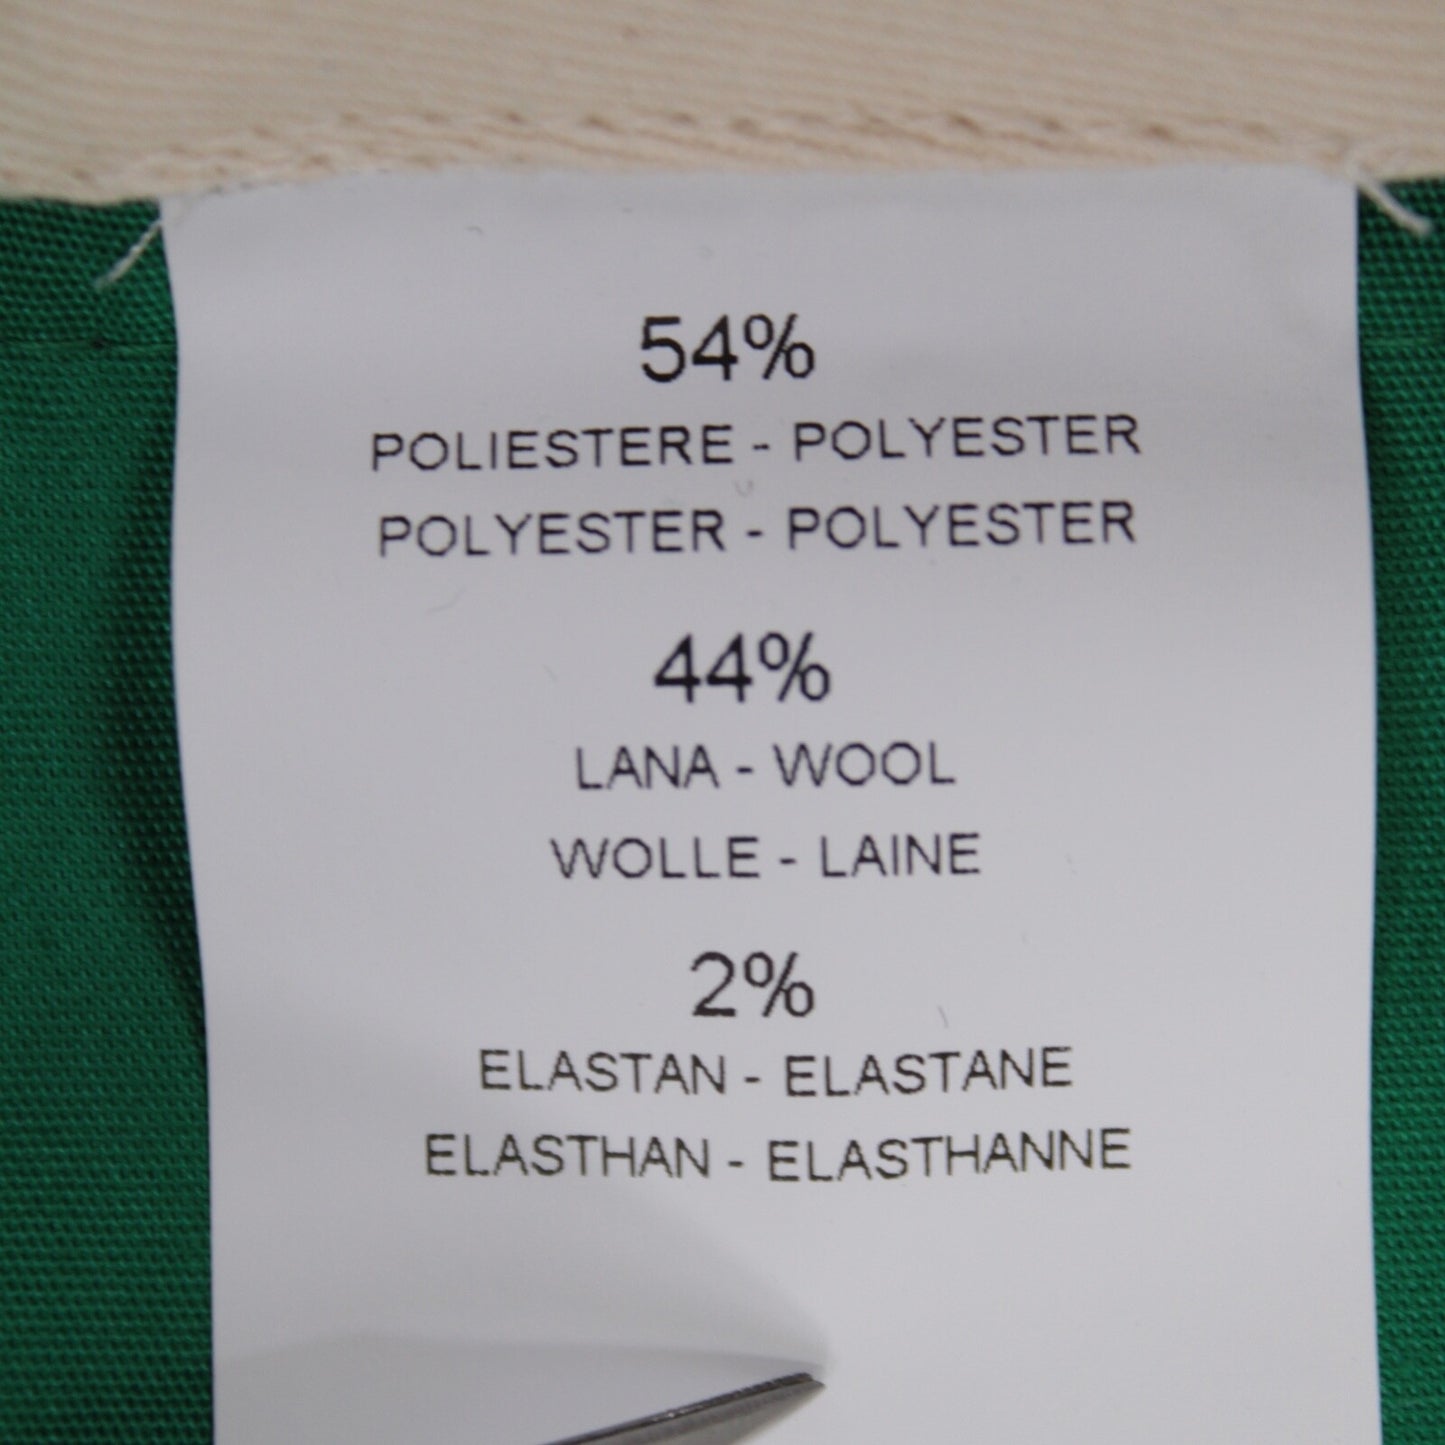 54%
POLIESTERE - POLYESTER
POLYESTER - POLYESTER
44%
LANA - WOOL
WOLLE - LAINE
2%
ELASTAN - ELASTANE
ELASTHAN - ELASTHANNE